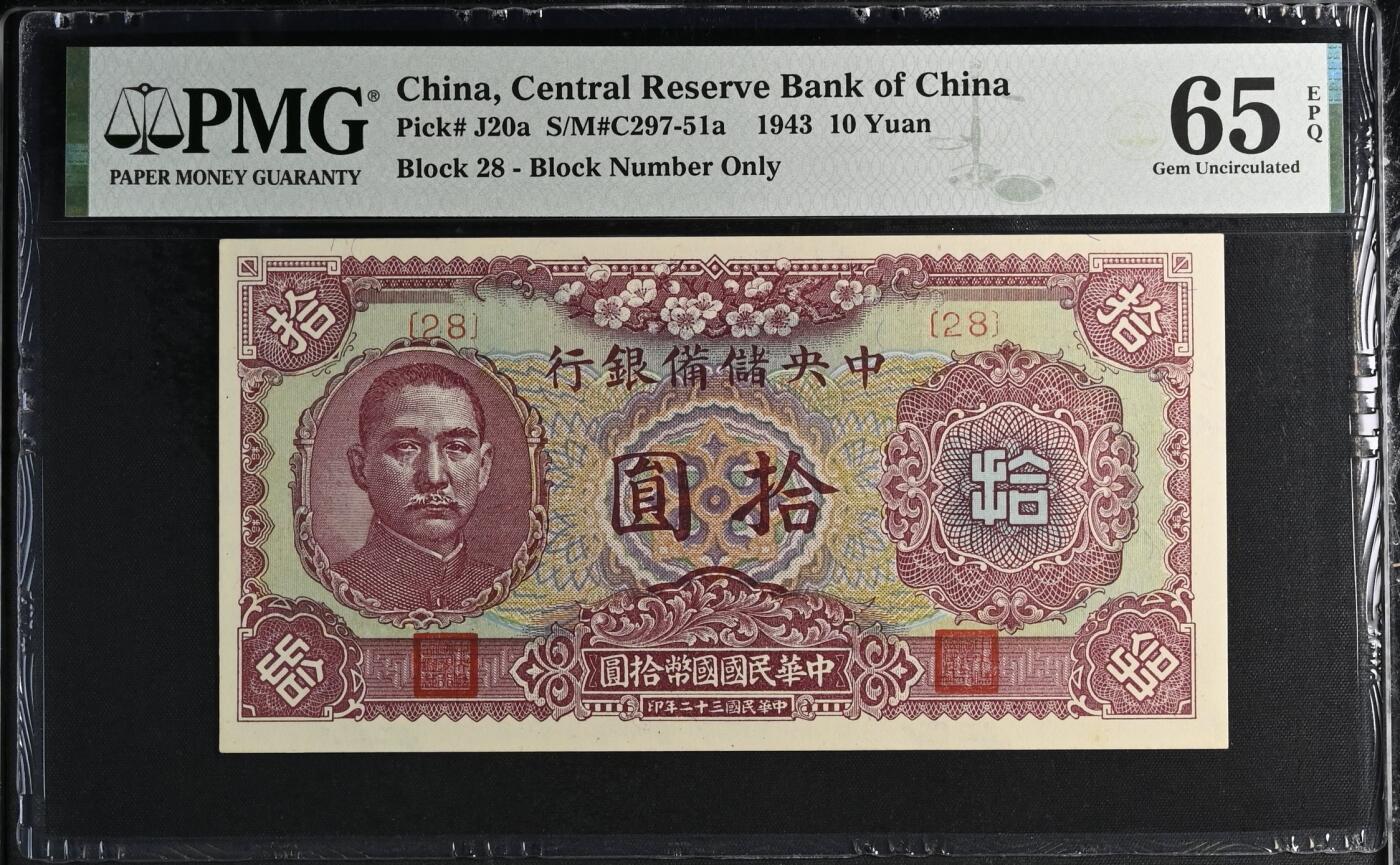 PMG®
PAPER MONEY GUARANTY
China, Central Reserve Bank of China
Pick# J20a S/M#C297-51a 1943 10 Yuan
Block 28 - Block Number Only
65
EPQ
Gem Uncirculated
拾
拾
[28]
[28]
中央儲備銀行
拾圓
拾
中華民國國幣拾圓
中華民國三十二年印
拾
拾